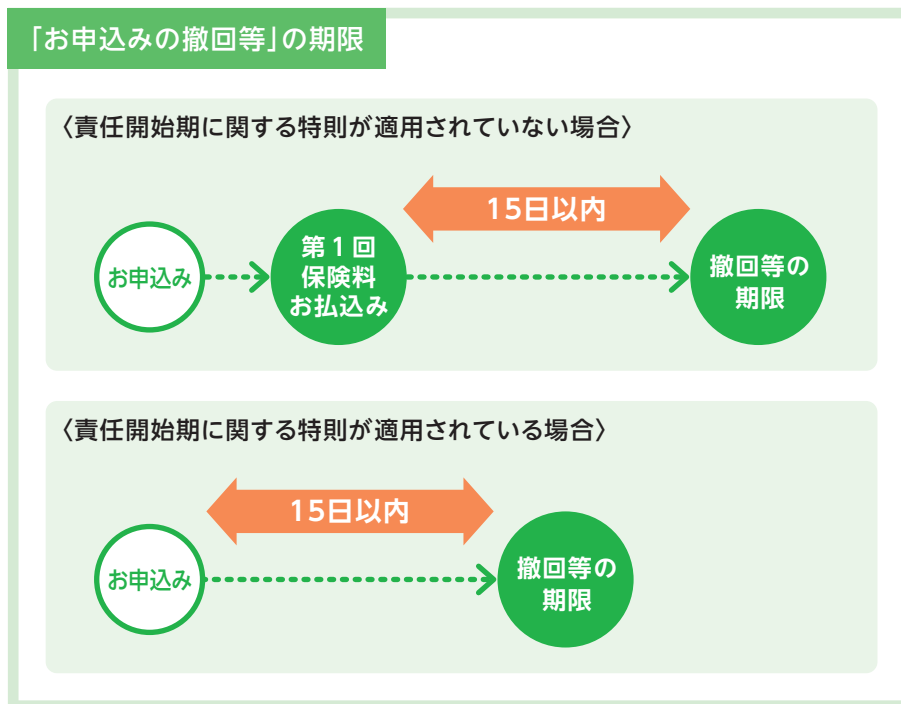 「お申込みの撤回等」の期限
〈責任開始期に関する特則が適用されていない場合〉
15日以内
お申込み
第1回
保険料
お払込み
撤回等の
期限
〈責任開始期に関する特則が適用されている場合〉
15日以内
お申込み
撤回等の
期限